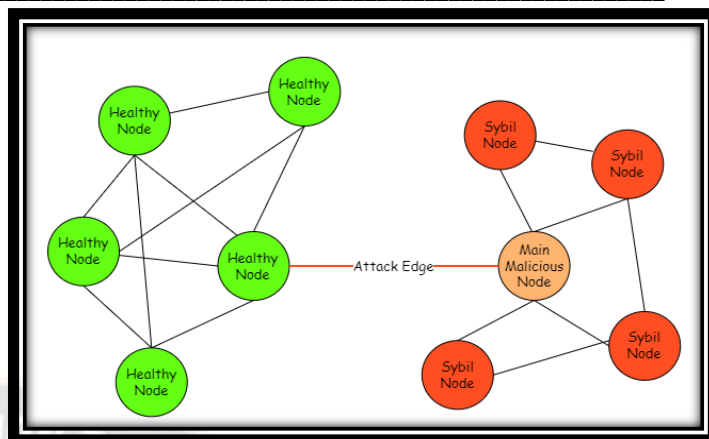 Healthy
Node
Healthy
Node
Sybil
Node
Sybil
Node
Healthy
Node
Healthy
Node
Attack Edge
Main
Malicious
Node
Sybil
Node
Sybil
Node
Healthy
Node